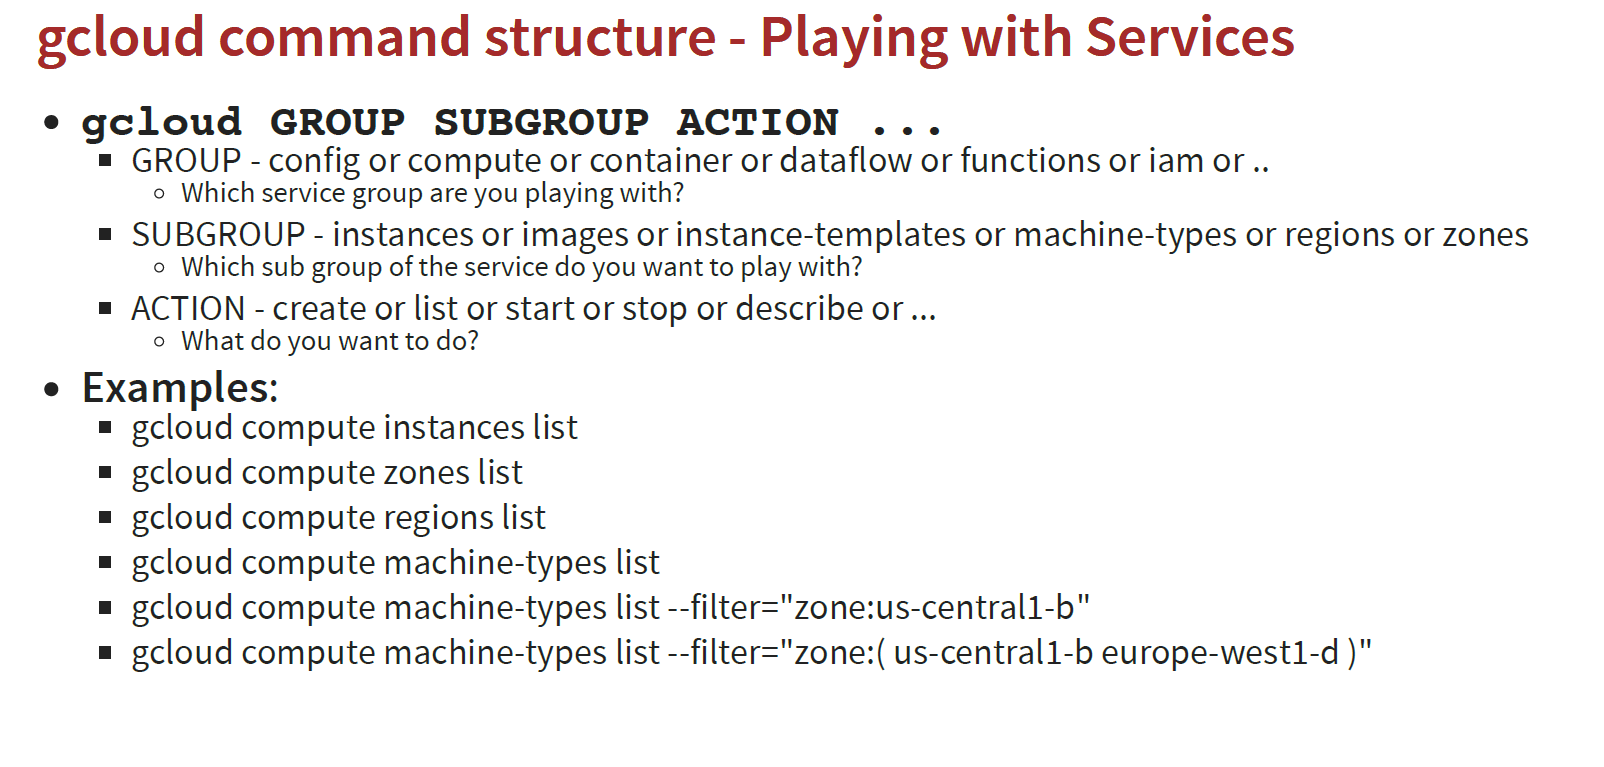 gcloud command structure - Playing with Services
gcloud GROUP SUBGROUP ACTION ...
GROUP - config or compute or container or dataflow or functions or iam or ..
Which service group are you playing with?
SUBGROUP - instances or images or instance-templates or machine-types or regions or zones
Which sub group of the service do you want to play with?
ACTION - create or list or start or stop or describe or ...
What do you want to do?
Examples:
gcloud compute instances list
gcloud compute zones list
gcloud compute regions list
gcloud compute machine-types list
gcloud compute machine-types list --filter="zone:us-central1-b"
gcloud compute machine-types list --filter="zone:( us-central1-b europe-west1-d )"